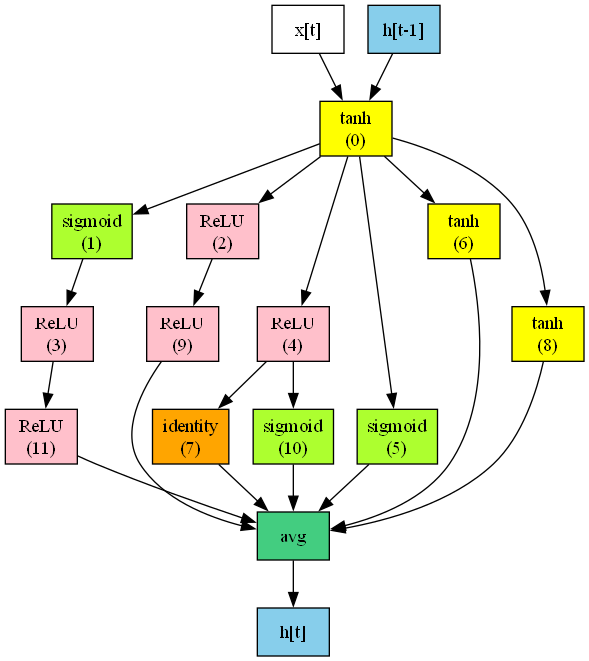 x[t]
h[t-1]
tanh
(0)
sigmoid
(1)
ReLU
(2)
tanh
(6)
ReLU
(3)
ReLU
(9)
ReLU
(4)
tanh
(8)
ReLU
(11)
identity
(7)
sigmoid
(10)
sigmoid
(5)
avg
h[t]